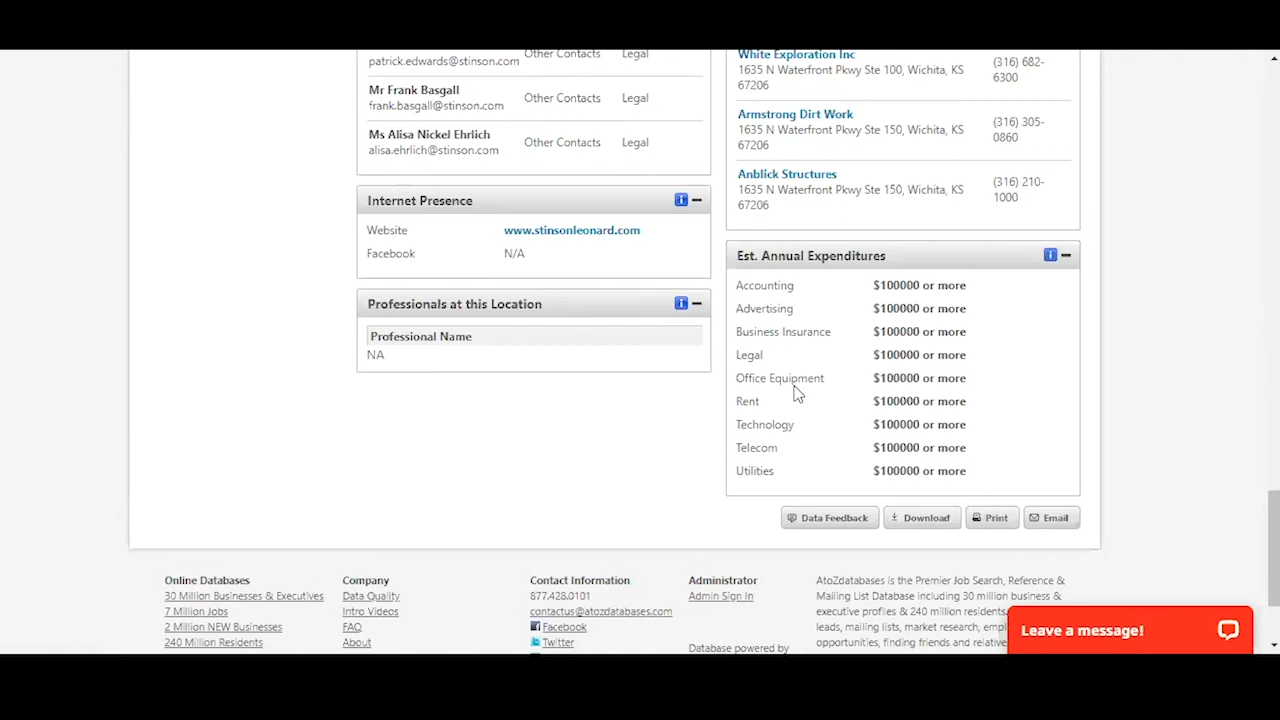 patrick.edwards@stinson.com
Other Contacts
Legal
Mr Frank Basgall
frank.basgall@stinson.com
Other Contacts
Legal
Ms Alisa Nickel Ehrlich
alisa.ehrlich@stinson.com
Other Contacts
Legal
Internet Presence
Website
www.stinsonleonard.com
Facebook
N/A
Professionals at this Location
Professional Name
NA
White Exploration Inc
1635 N Waterfront Pkwy Ste 100, Wichita, KS
67206
(316) 682-
6300
Armstrong Dirt Work
1635 N Waterfront Pkwy Ste 150, Wichita, KS
67206
(316) 305-
0860
Anblick Structures
1635 N Waterfront Pkwy Ste 150, Wichita, KS
67206
(316) 210-
1000
Est. Annual Expenditures
Accounting $100000 or more
Advertising $100000 or more
Business Insurance $100000 or more
Legal $100000 or more
Office Equipment $100000 or more
Rent $100000 or more
Technology $100000 or more
Telecom $100000 or more
Utilities $100000 or more
Data Feedback
Download
Print
Email
Online Databases
30 Million Businesses & Executives
7 Million Jobs
2 Million NEW Businesses
240 Million Residents
Company
Data Quality
Intro Videos
FAQ
About
Contact Information
877.428.0101
contactus@atozdatabases.com
Facebook
Twitter
Administrator
Admin Sign In
Database powered by
AtoZdatabases is the Premier Job Search, Reference &
Mailing List Database including 30 million business &
executive profiles & 240 million residents
leads, mailing lists, market research,
opportunities, finding friends and
Leave a message!